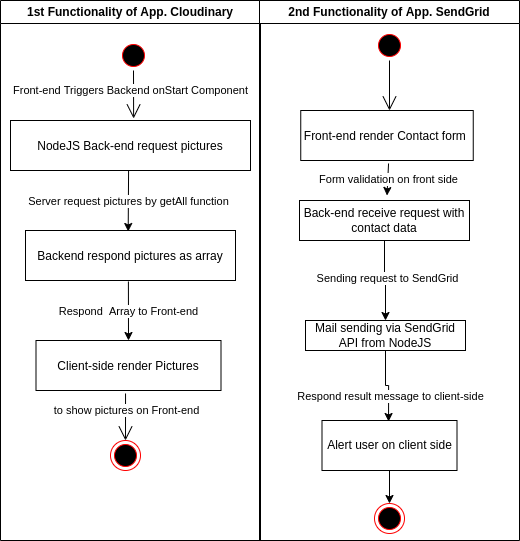 1st Functionality of App. Cloudinary
Front-end Triggers Backend onStart Component
NodeJS Back-end request pictures
Server request pictures by getAll function
Backend respond pictures as array
Respond Array to Front-end
Client-side render Pictures
to show pictures on Front-end
2nd Functionality of App. SendGrid
Front-end render Contact form
Form validation on front side
Back-end receive request with
contact data
Sending request to SendGrid
Mail sending via SendGrid
API from NodeJS
Respond result message to client-side
Alert user on client side